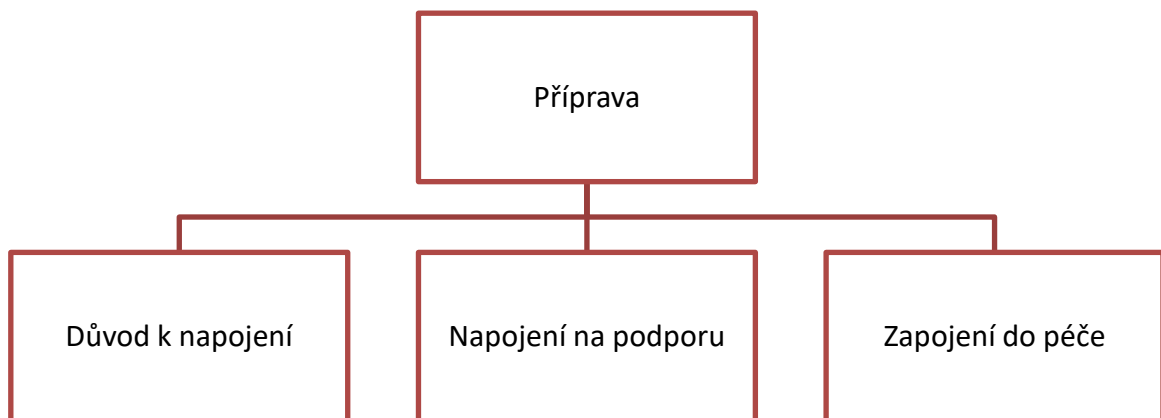 Příprava
Důvod k napojení
Napojení na podporu
Zapojení do péče